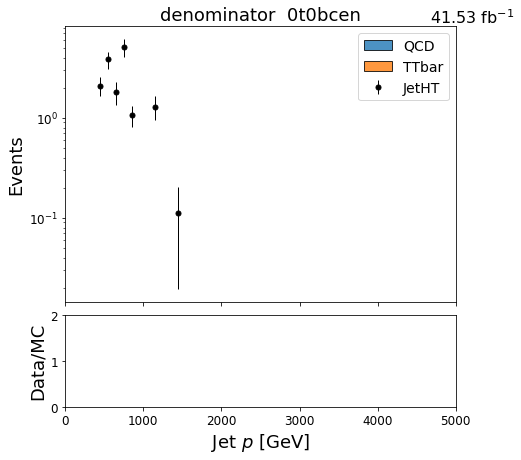 denominator 0t0bcen
41.53 fb⁻¹
QCD
TTbar
JetHT
Events
10⁰
10⁻¹
Data/MC
2
1
0
0 1000 2000 3000 4000 5000
Jet p [GeV]